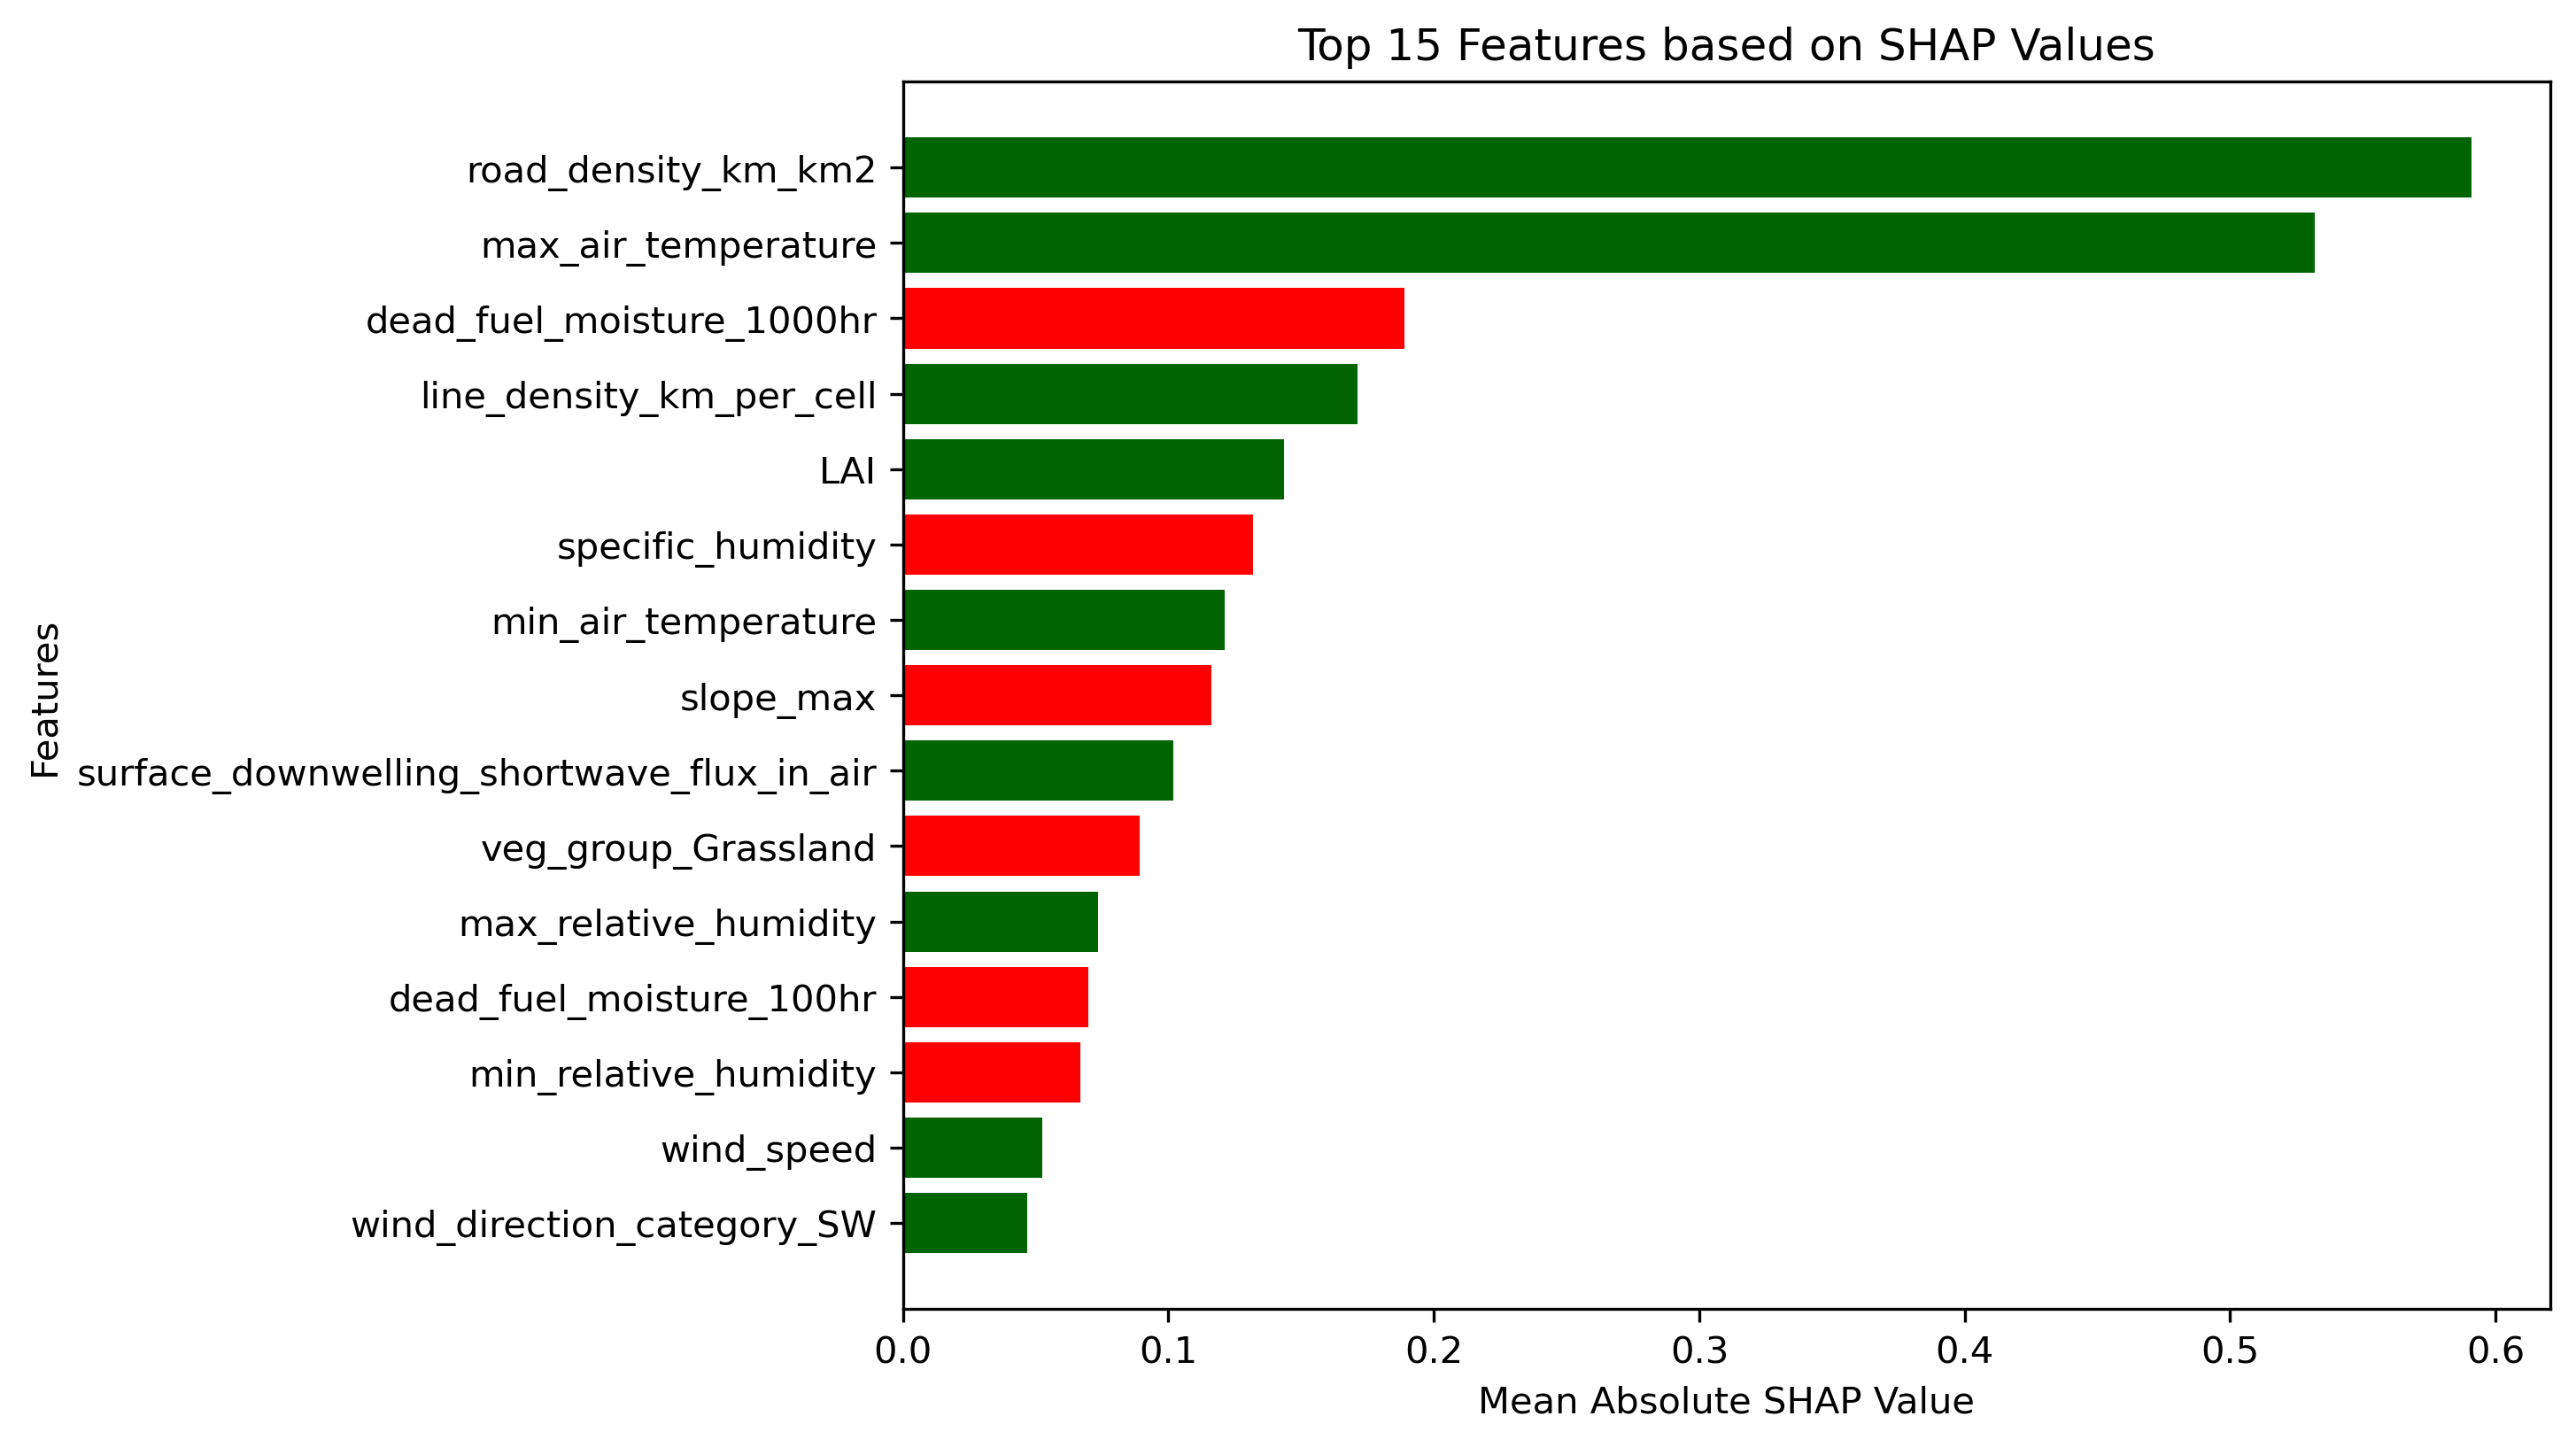 Top 15 Features based on SHAP Values
Features
road_density_km_km2
max_air_temperature
dead_fuel_moisture_1000hr
line_density_km_per_cell
LAI
specific_humidity
min_air_temperature
slope_max
surface_downwelling_shortwave_flux_in_air
veg_group_Grassland
max_relative_humidity
dead_fuel_moisture_100hr
min_relative_humidity
wind_speed
wind_direction_category_SW
0.0 0.1 0.2 0.3 0.4 0.5 0.6
Mean Absolute SHAP Value